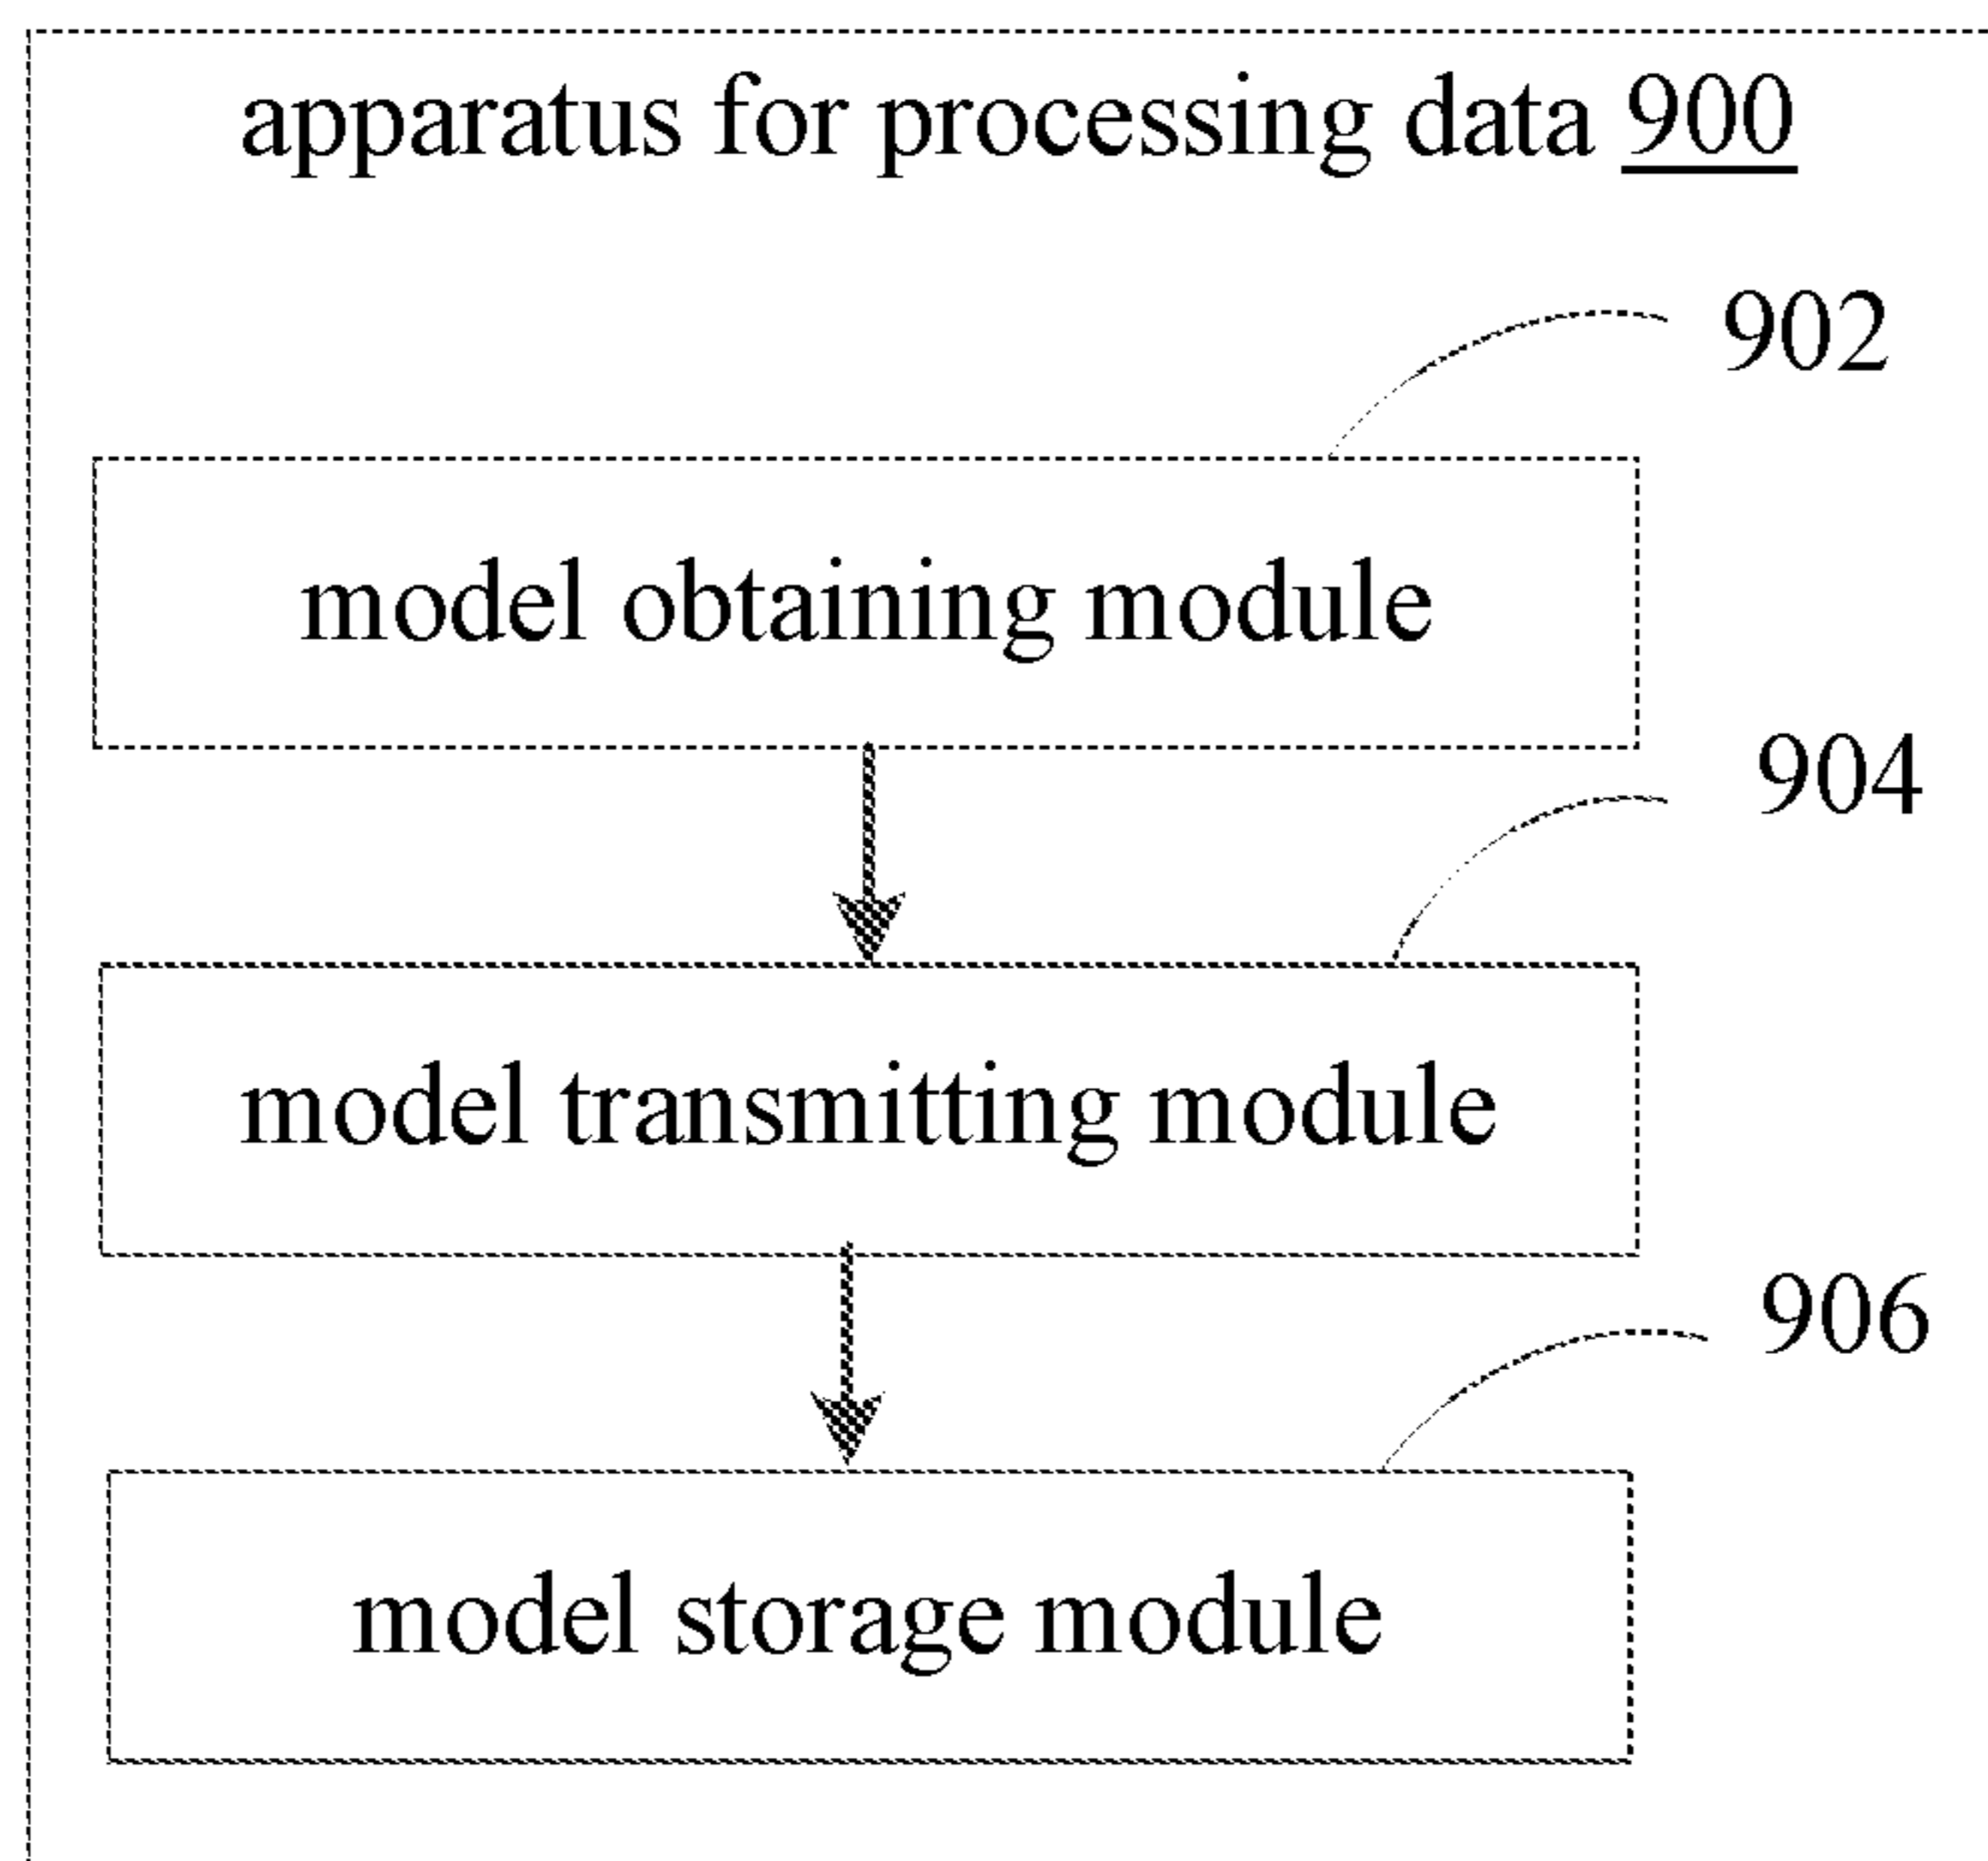 apparatus for processing data 900
902
model obtaining module
904
model transmitting module
906
model storage module